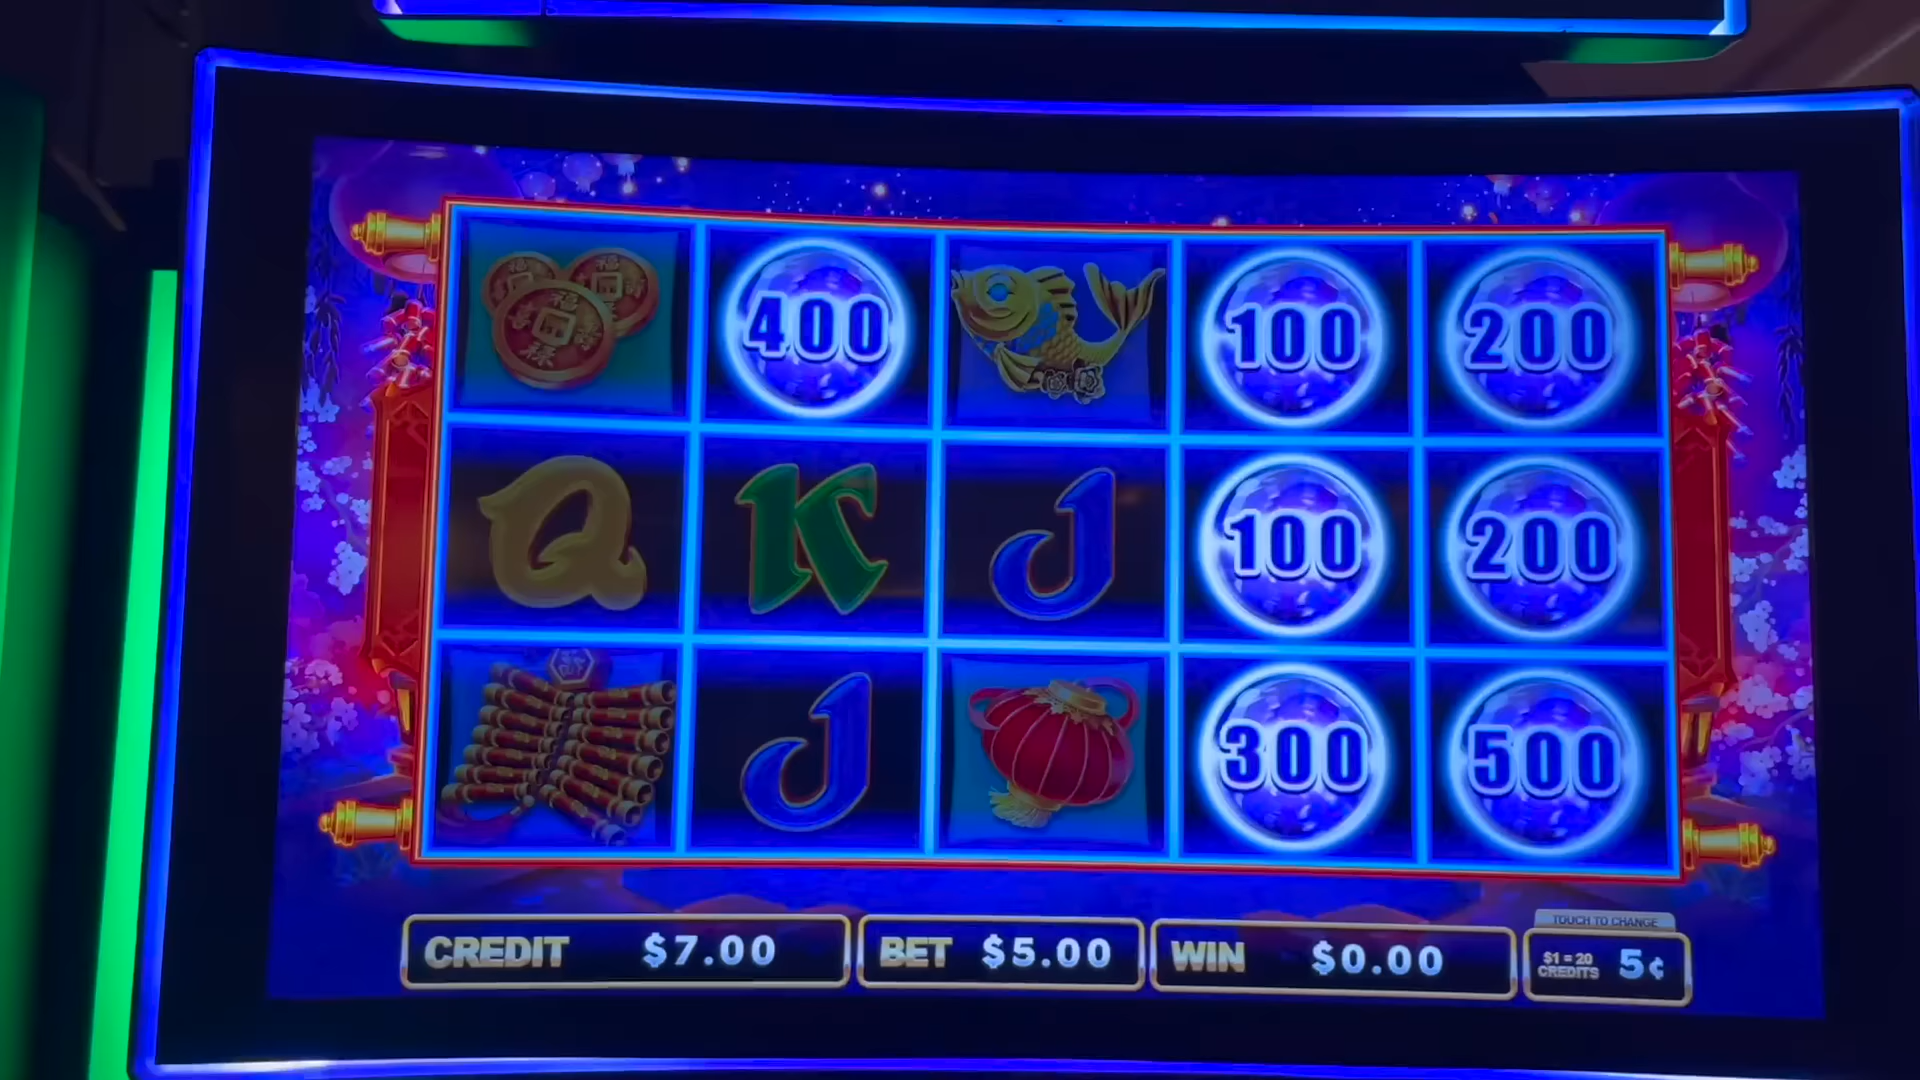 400
100
200
Q
K
J
100
200
J
300
500
TOUCH TO CHANGE
CREDIT $7.00
BET $5.00
WIN $0.00
$1 = 20
CREDITS
5¢